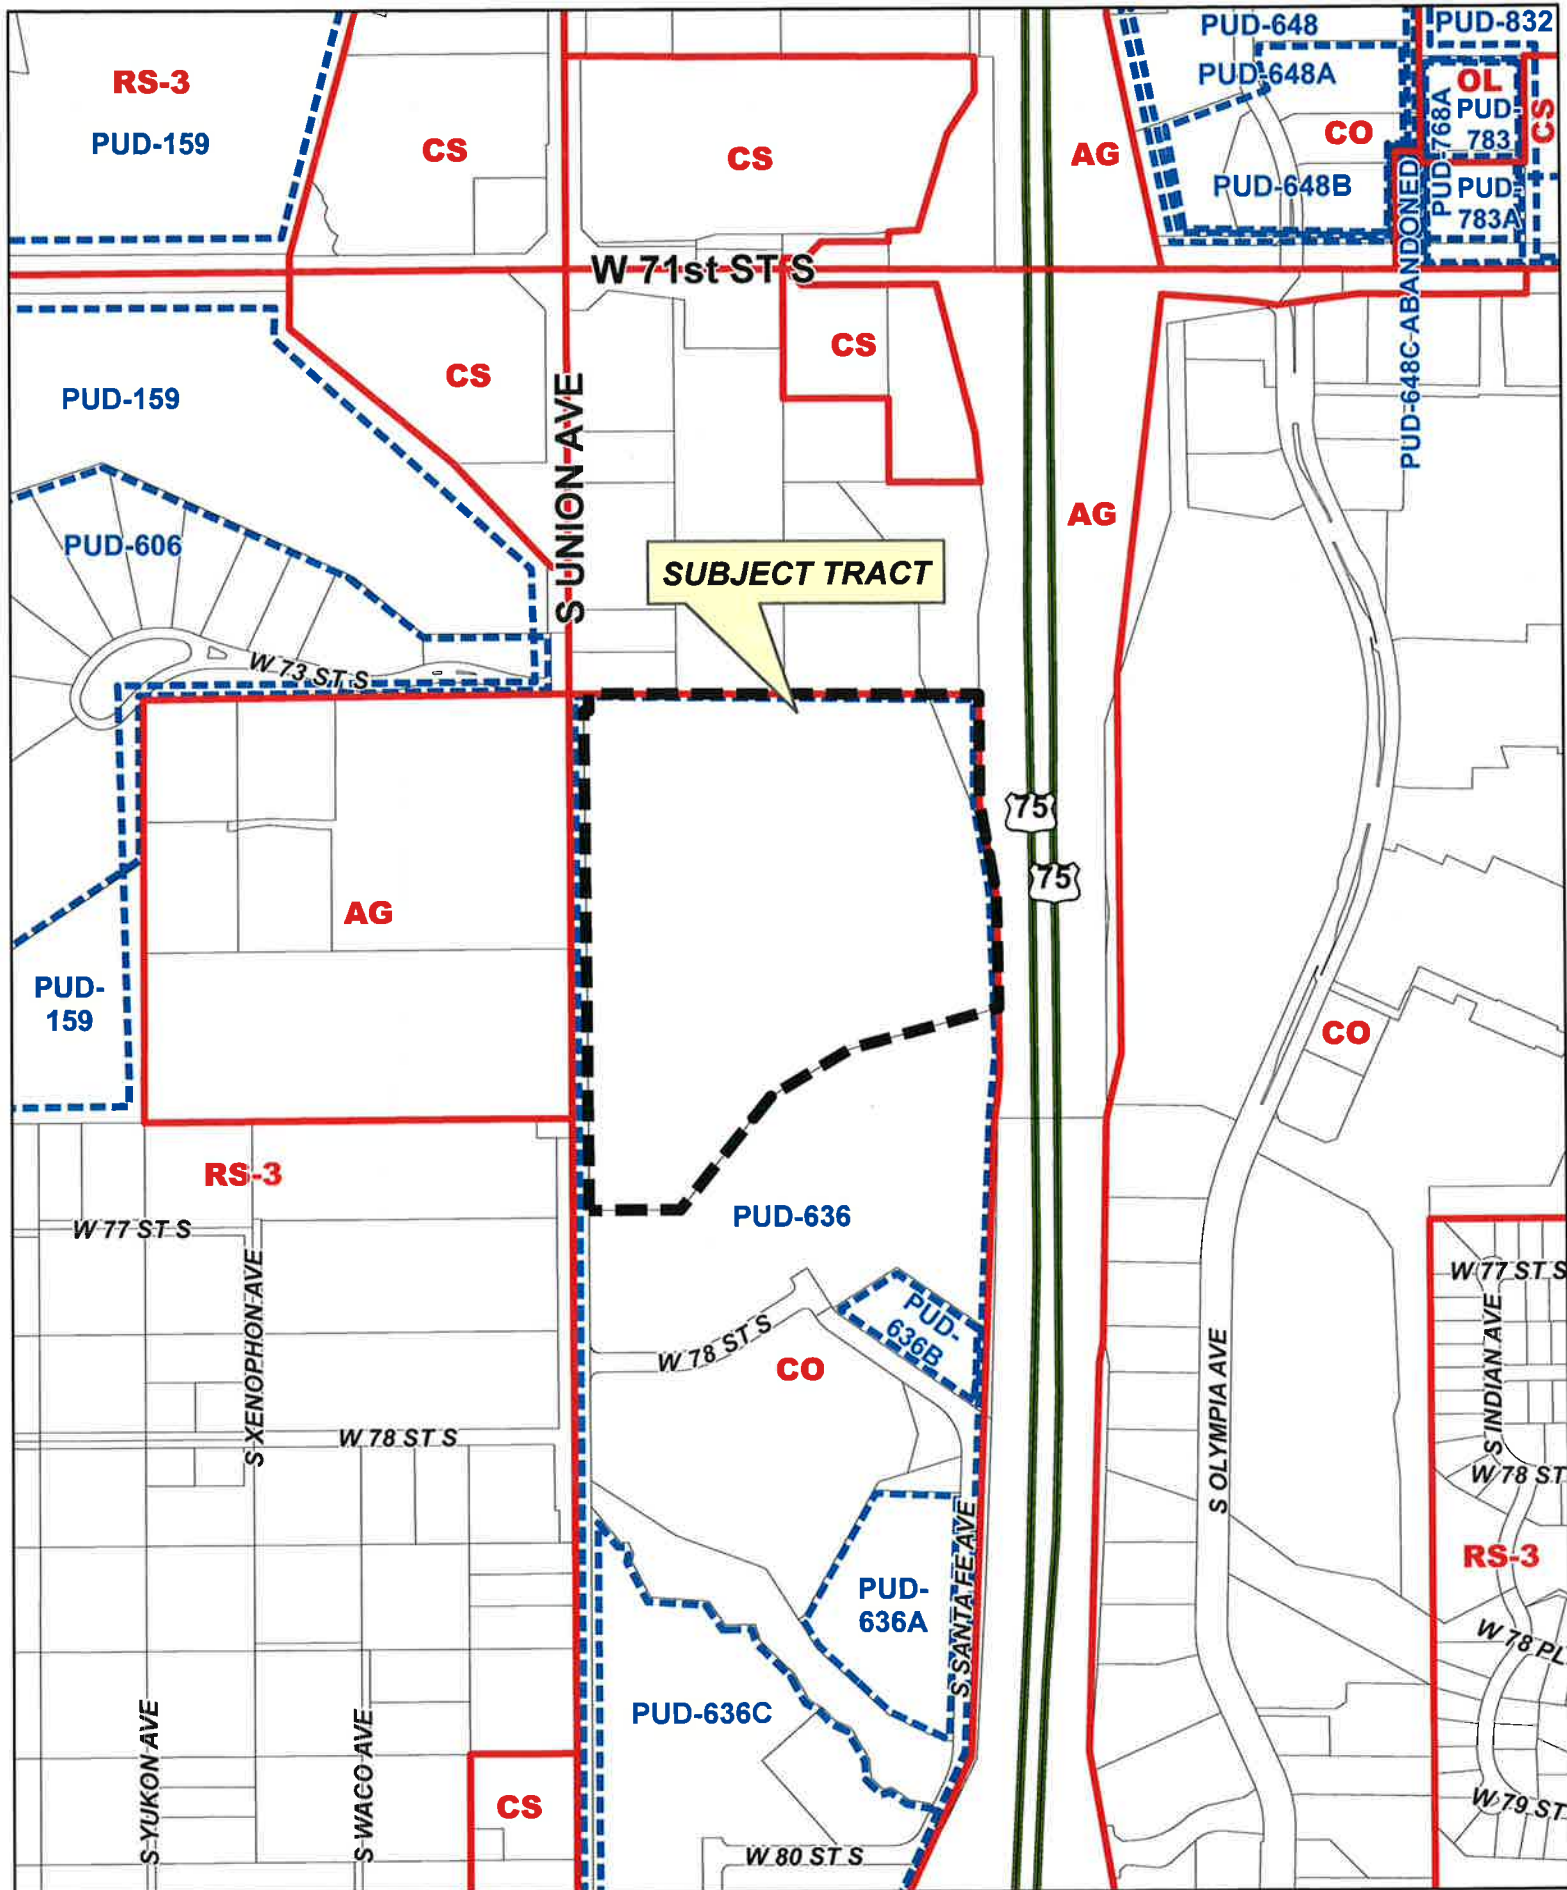 PUD-648
PUD-832
RS-3
PUD-648A
OL
PUD-159
CS
CS
AG
CO
PUD-768A
PUD-
783
CS
PUD-648B
PUD-
783A
W 71st ST S
PUD-648C-ABANDONED
CS
CS
PUD-159
S UNION AVE
AG
PUD-606
SUBJECT TRACT
W 73 ST S
75
75
AG
PUD-
159
CO
RS-3
PUD-636
W 77 ST S
W 77 ST S
S XENOPHON AVE
PUD-
636B
W 78 ST S
CO
S OLYMPIA AVE
S INDIAN AVE
W 78 ST S
W 78 ST
RS-3
PUD-
636A
S SANTA FE AVE
W 78 PL
PUD-636C
S YUKON AVE
S WACO AVE
CS
W 79 ST
W 80 ST S